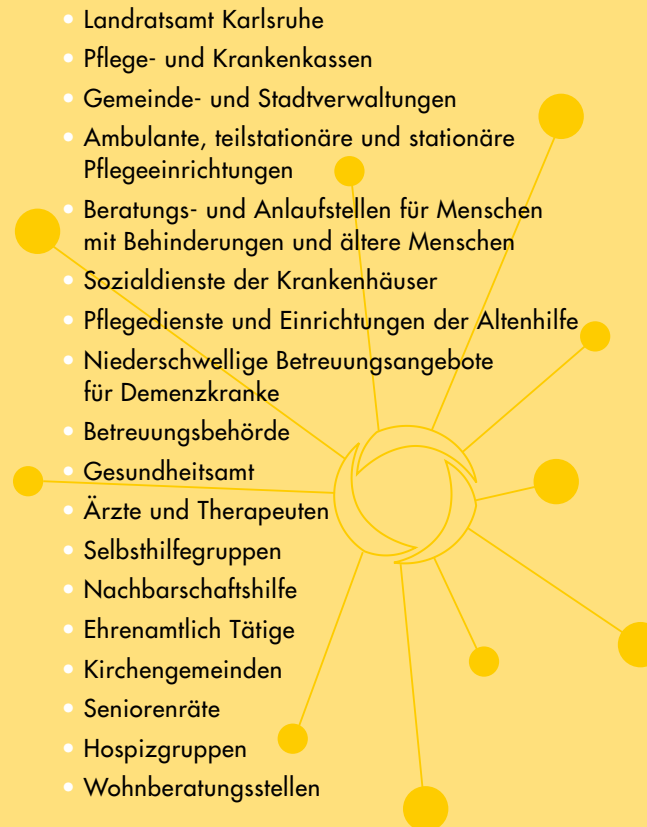 • Landratsamt Karlsruhe
• Pflege- und Krankenkassen
• Gemeinde- und Stadtverwaltungen
• Ambulante, teilstationäre und stationäre
Pflegeeinrichtungen
• Beratungs- und Anlaufstellen für Menschen
mit Behinderungen und ältere Menschen
• Sozialdienste der Krankenhäuser
• Pflegedienste und Einrichtungen der Altenhilfe
• Niederschwellige Betreuungsangebote
für Demenzkranke
• Betreuungsbehörde
• Gesundheitsamt
• Ärzte und Therapeuten
• Selbsthilfegruppen
• Nachbarschaftshilfe
• Ehrenamtlich Tätige
• Kirchengemeinden
• Seniorenräte
• Hospizgruppen
• Wohnberatungsstellen